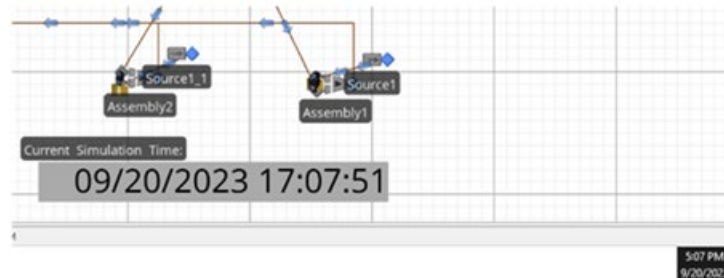 Source1_1
Source1
Assembly2
Assembly1
Current Simulation Time:
09/20/2023 17:07:51
5:07 PM